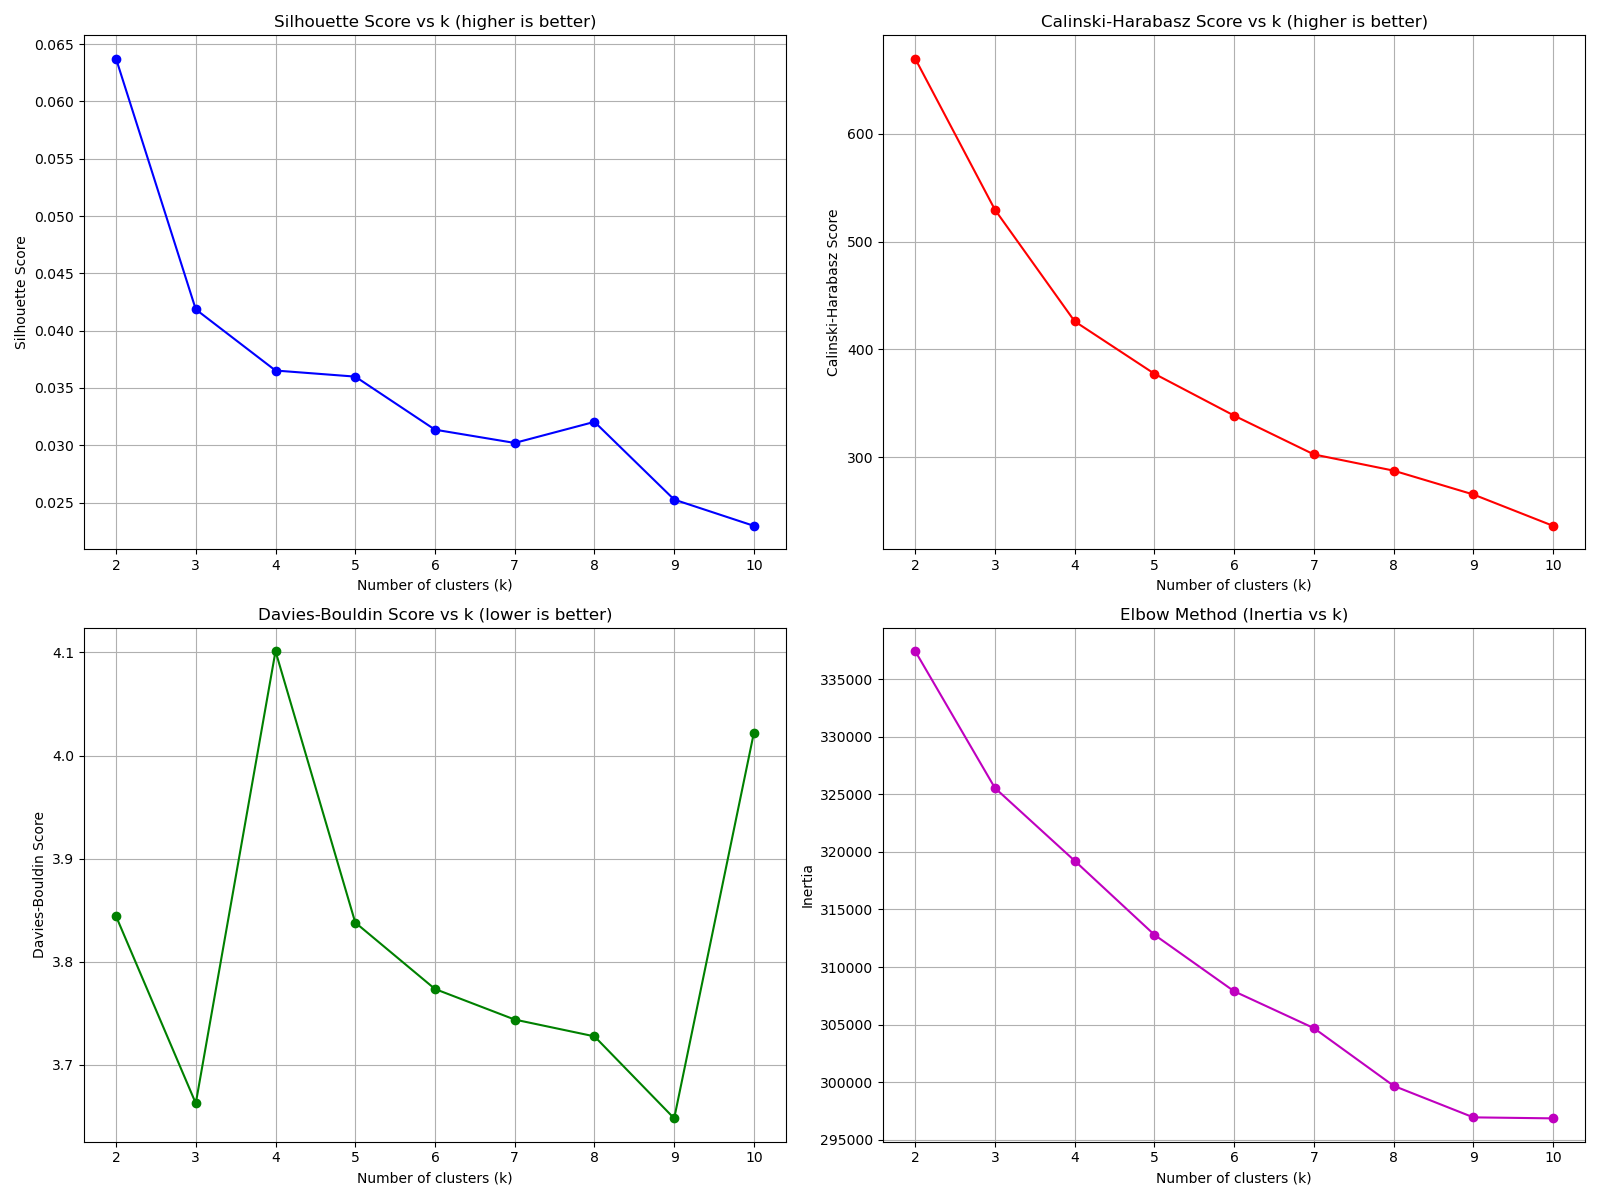 Silhouette Score vs k (higher is better)
Silhouette Score
0.065
0.060
0.055
0.050
0.045
0.040
0.035
0.030
0.025
2 3 4 5 6 7 8 9 10
Number of clusters (k)
Calinski-Harabasz Score vs k (higher is better)
Calinski-Harabasz Score
600
500
400
300
2 3 4 5 6 7 8 9 10
Number of clusters (k)
Davies-Bouldin Score vs k (lower is better)
Davies-Bouldin Score
4.1
4.0
3.9
3.8
3.7
2 3 4 5 6 7 8 9 10
Number of clusters (k)
Elbow Method (Inertia vs k)
Inertia
335000
330000
325000
320000
315000
310000
305000
300000
295000
2 3 4 5 6 7 8 9 10
Number of clusters (k)